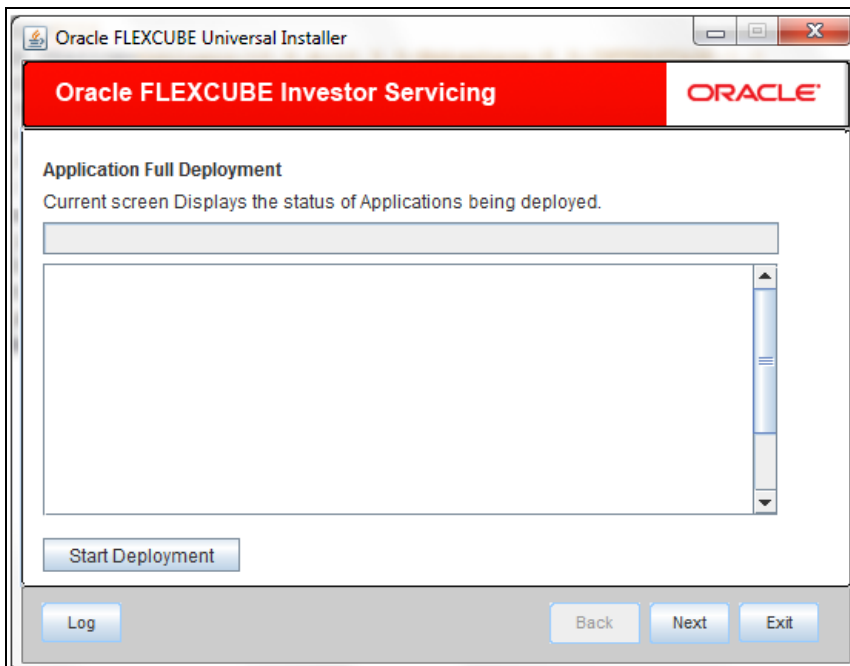 Oracle FLEXCUBE Universal Installer
Oracle FLEXCUBE Investor Servicing
ORACLE
Application Full Deployment
Current screen Displays the status of Applications being deployed.
Start Deployment
Log Back Next Exit